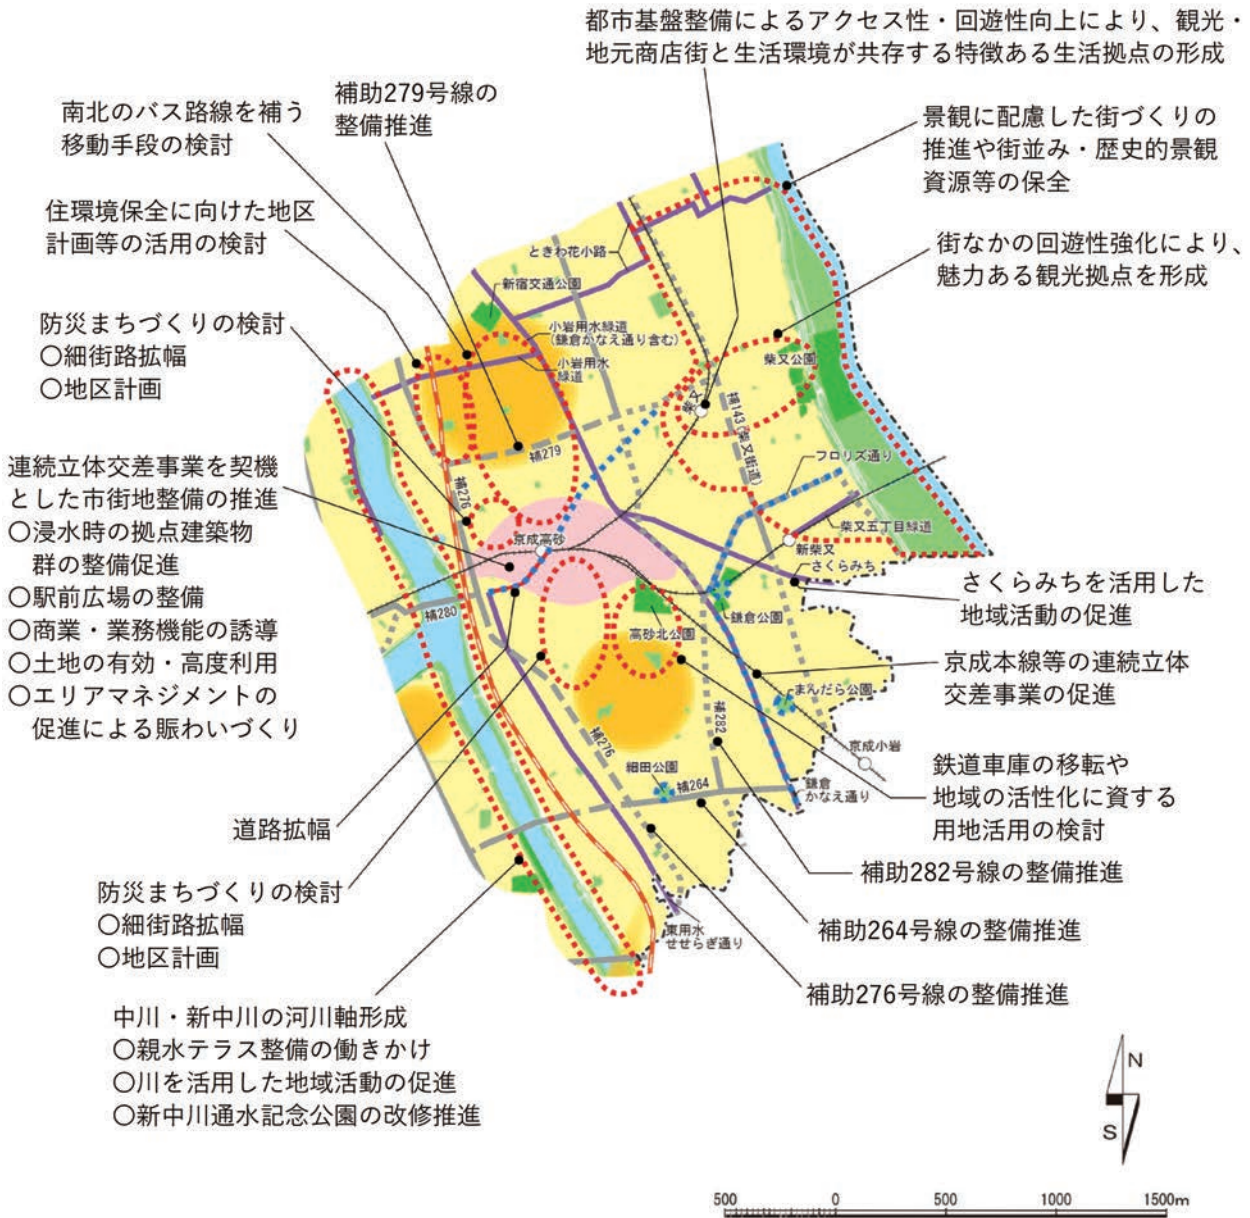 都市基盤整備によるアクセス性・回遊性向上により、観光・
地元商店街と生活環境が共存する特徴ある生活拠点の形成
補助279号線の
整備推進
南北のバス路線を補う
移動手段の検討
景観に配慮した街づくりの
推進や街並み・歴史的景観
資源等の保全
住環境保全に向けた地区
計画等の活用の検討
街なかの回遊性強化により、
魅力ある観光拠点を形成
防災まちづくりの検討
〇細街路拡幅
〇地区計画
連続立体交差事業を契機
とした市街地整備の推進
〇浸水時の拠点建築物
群の整備促進
〇駅前広場の整備
〇商業・業務機能の誘導
〇土地の有効・高度利用
〇エリアマネジメントの
促進による賑わいづくり
道路拡幅
防災まちづくりの検討
〇細街路拡幅
〇地区計画
中川・新中川の河川軸形成
〇親水テラス整備の働きかけ
〇川を活用した地域活動の促進
〇新中川通水記念公園の改修推進
さくらみちを活用した
地域活動の促進
京成本線等の連続立体
交差事業の促進
鉄道車庫の移転や
地域の活性化に資する
用地活用の検討
補助282号線の整備推進
補助264号線の整備推進
補助276号線の整備推進
ときわ花小路
新宿交通公園
小岩用水緑道
(鎌倉かなえ通り含む)
小岩用水
緑道
柴又公園
柴又
補143(柴又街道)
補279
フロリズ通り
補276
柴又五丁目緑道
京成高砂
新柴又
さくらみち
補280
鎌倉公園
高砂北公園
まんだら公園
補282
補276
京成小岩
細田公園
補264
鎌倉
かなえ通り
東用水
せせらぎ通り
N
S
500 0 500 1000 1500m